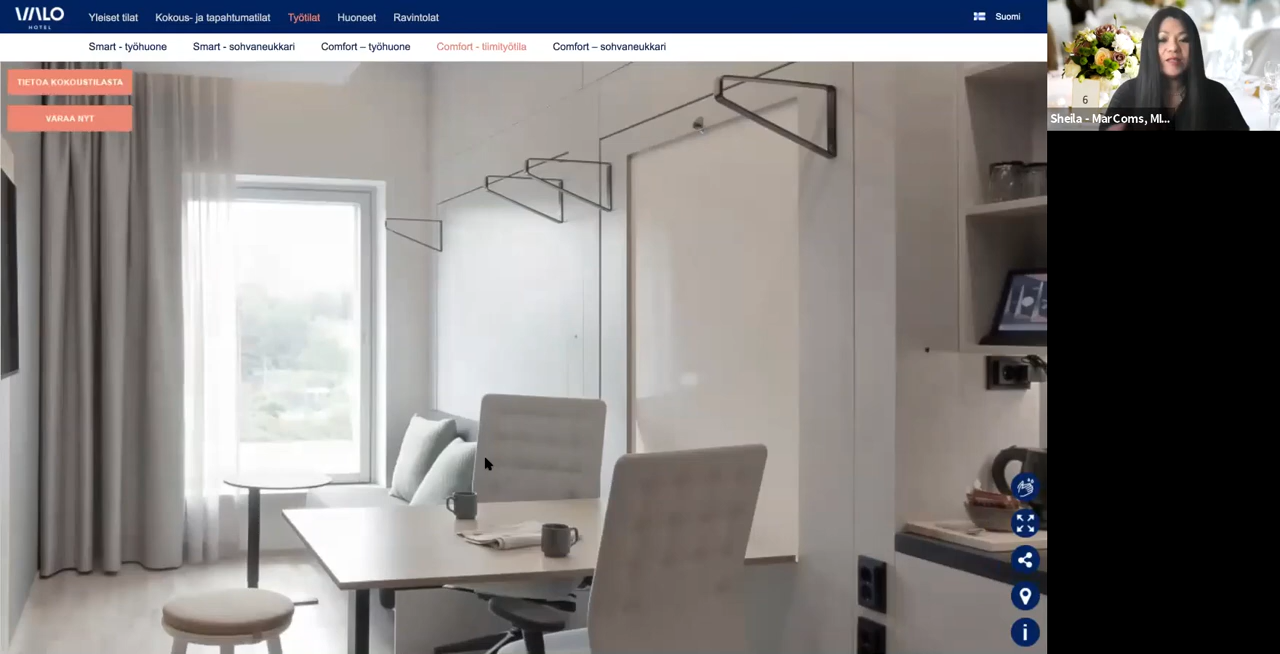 VALO
HOTEL
Yleiset tilat
Kokous- ja tapahtumatilat
Työtilat
Huoneet
Ravintolat
Suomi
Smart - työhuone
Smart - sohvaneukkari
Comfort – työhuone
Comfort - tiimityötila
Comfort – sohvaneukkari
TIETOA KOKOUSTILASTA
VARAA NYT
6
Sheila - MarComs, MI...